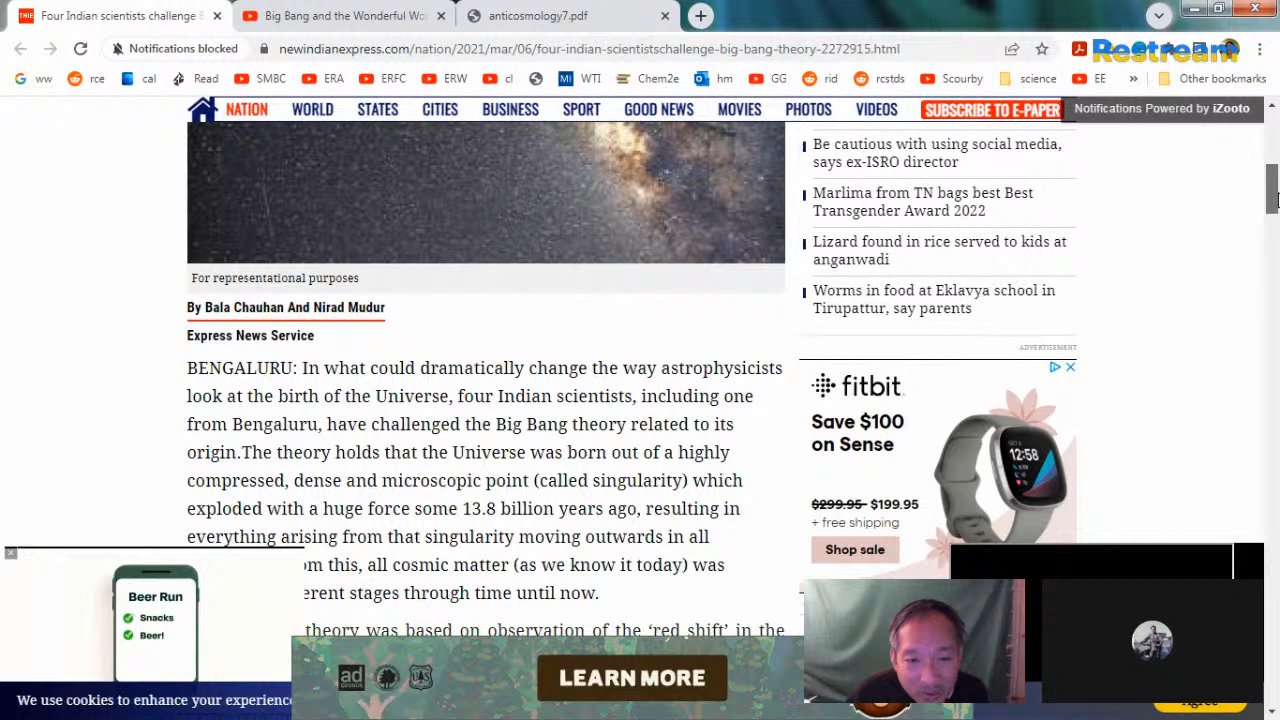 TNIE Four Indian scientists challenge B
Big Bang and the Wonderful Wo
anticosmology7.pdf
Notifications blocked
newindianexpress.com/nation/2021/mar/06/four-indian-scientistschallenge-big-bang-theory-2272915.html
Restream
ww
rce
cal
Read
SMBC
ERA
ERFC
ERW
cl
WTI
Chem2e
hm
GG
rid
rcstds
Scourby
science
EE
Other bookmarks
NATION
WORLD
STATES
CITIES
BUSINESS
SPORT
GOOD NEWS
MOVIES
PHOTOS
VIDEOS
SUBSCRIBE TO E-PAPER
Notifications Powered by iZooto
Be cautious with using social media,
says ex-ISRO director
Marlima from TN bags best Best
Transgender Award 2022
Lizard found in rice served to kids at
anganwadi
Worms in food at Eklavya school in
Tirupattur, say parents
ADVERTISEMENT
For representational purposes
By Bala Chauhan And Nirad Mudur
Express News Service
BENGALURU: In what could dramatically change the way astrophysicists
look at the birth of the Universe, four Indian scientists, including one
from Bengaluru, have challenged the Big Bang theory related to its
origin.The theory holds that the Universe was born out of a highly
compressed, dense and microscopic point (called singularity) which
exploded with a huge force some 13.8 billion years ago, resulting in
everything arising from that singularity moving outwards in all
m this, all cosmic matter (as we know it today) was
erent stages through time until now.
theory was based on observation of the ‘red shift’ in the
fitbit
Save $100
on Sense
12:58
$299.95 $199.95
+ free shipping
Shop sale
Beer Run
Snacks
Beer!
ad
COUNCIL
UAS
LEARN MORE
We use cookies to enhance your experience
Agree